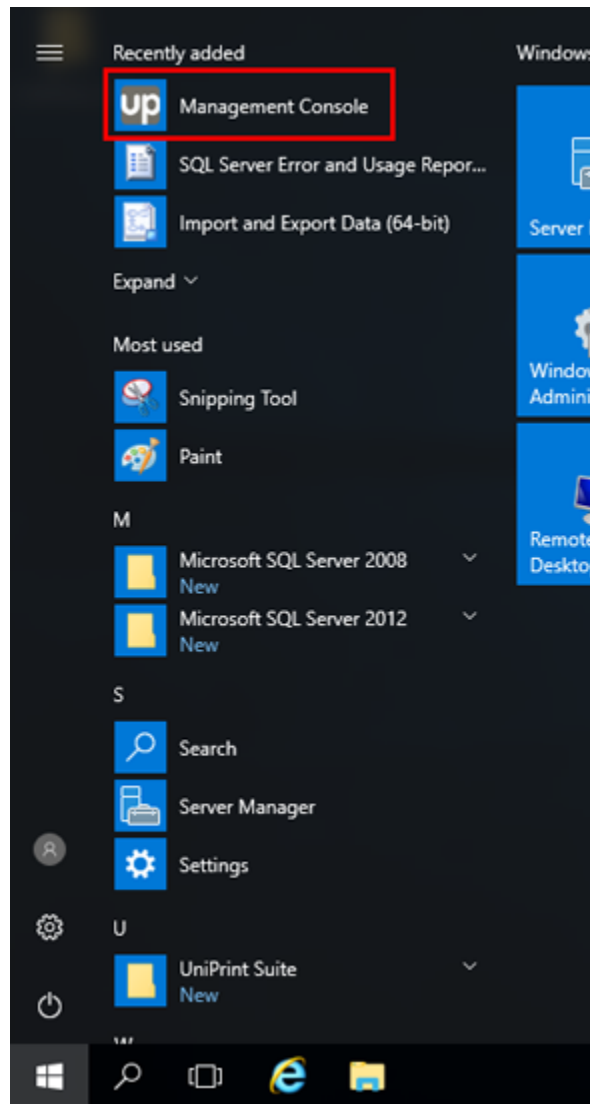 Recently added
Windows
up
Management Console
SQL Server Error and Usage Repor...
Import and Export Data (64-bit)
Server
Expand
Most used
Snipping Tool
Admini
Paint
M
Remote
Deskto
Microsoft SQL Server 2008
New
Microsoft SQL Server 2012
New
S
Search
Server Manager
Settings
U
UniPrint Suite
New